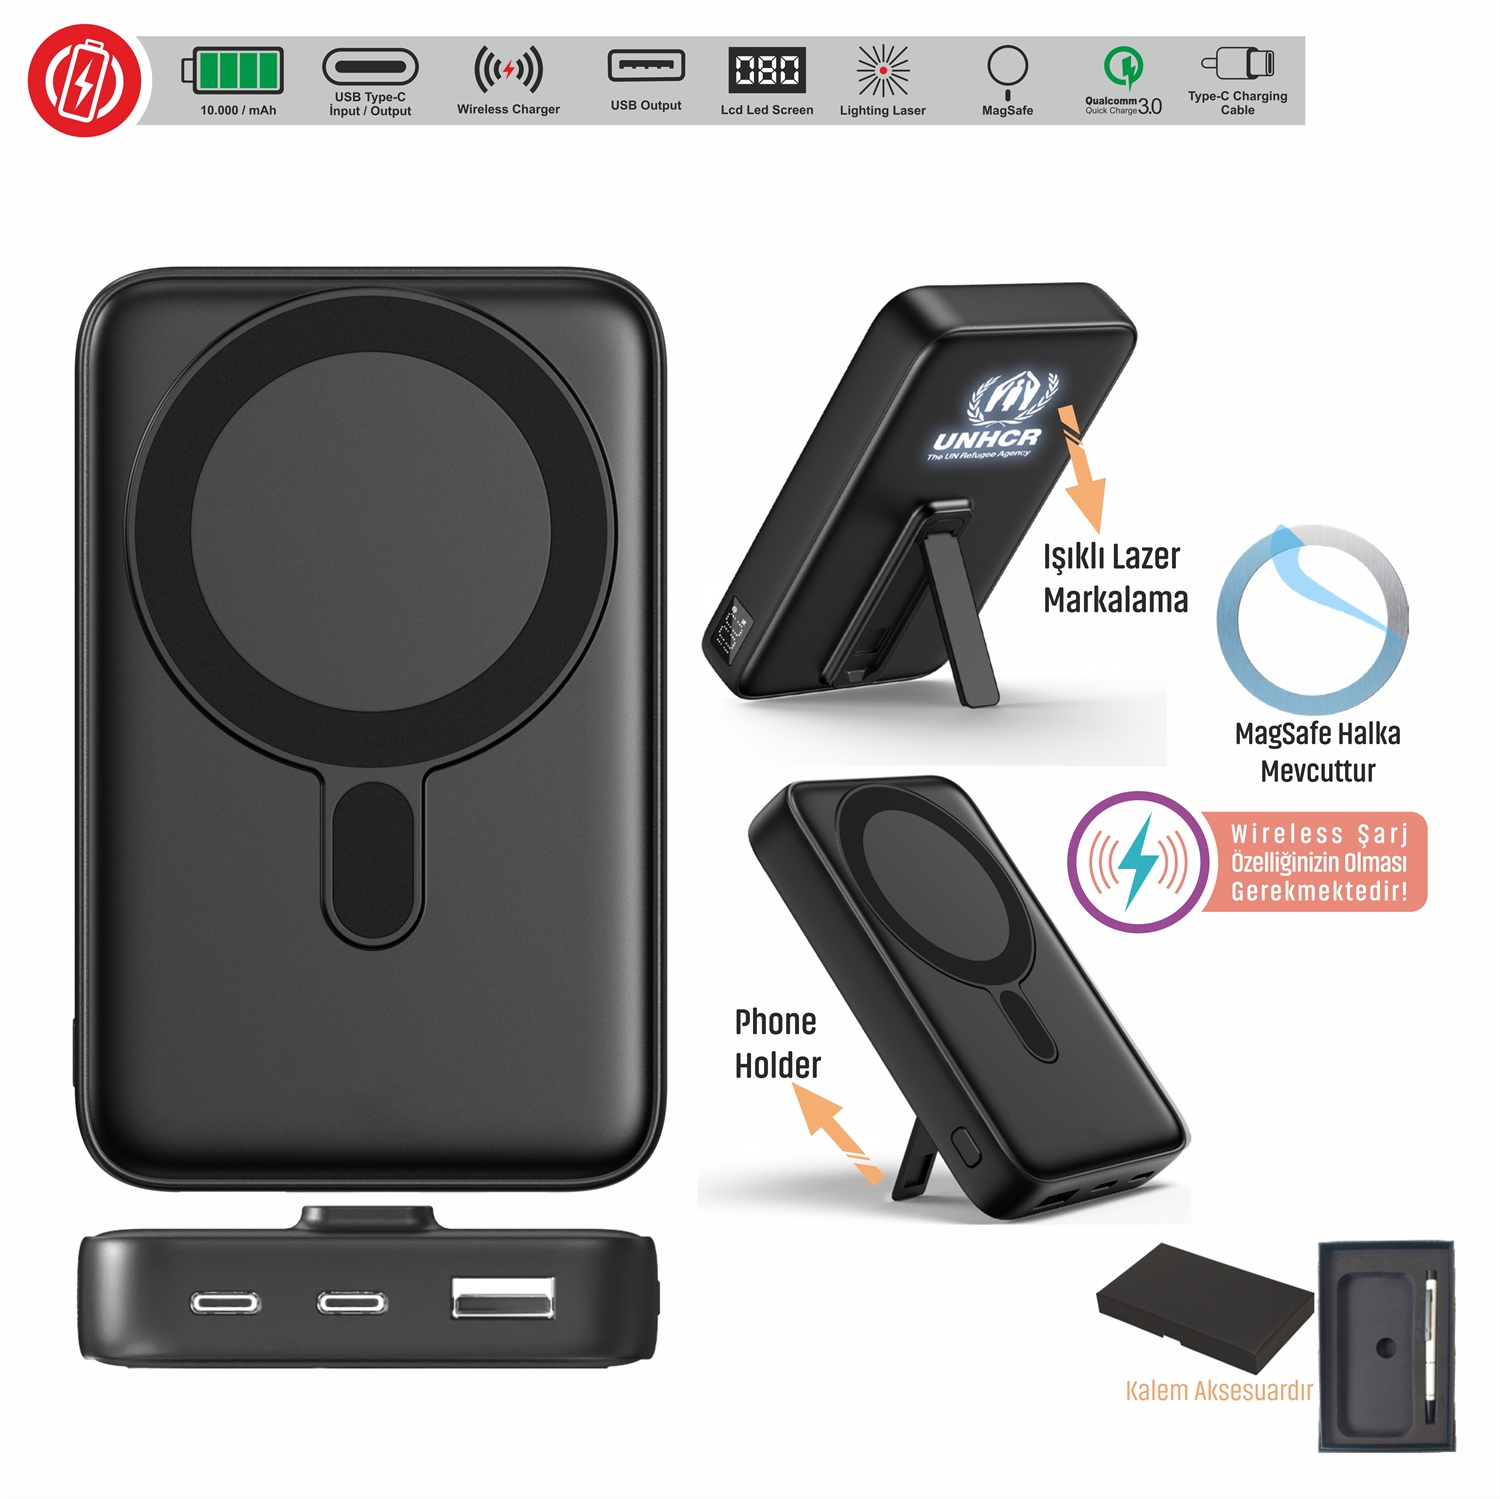 10.000 / mAh
USB Type-C
İnput / Output
Wireless Charger
USB Output
080
Lcd Led Screen
Lighting Laser
MagSafe
Qualcomm
Quick Charge 3.0
Type-C Charging
Cable
UNHCR
The UN Refugee Agency
Işıklı Lazer
Markalama
MagSafe Halka
Mevcuttur
Wireless Şarj
Özelliğinizin Olması
Gerekmektedir!
Phone
Holder
Kalem Aksesuardır